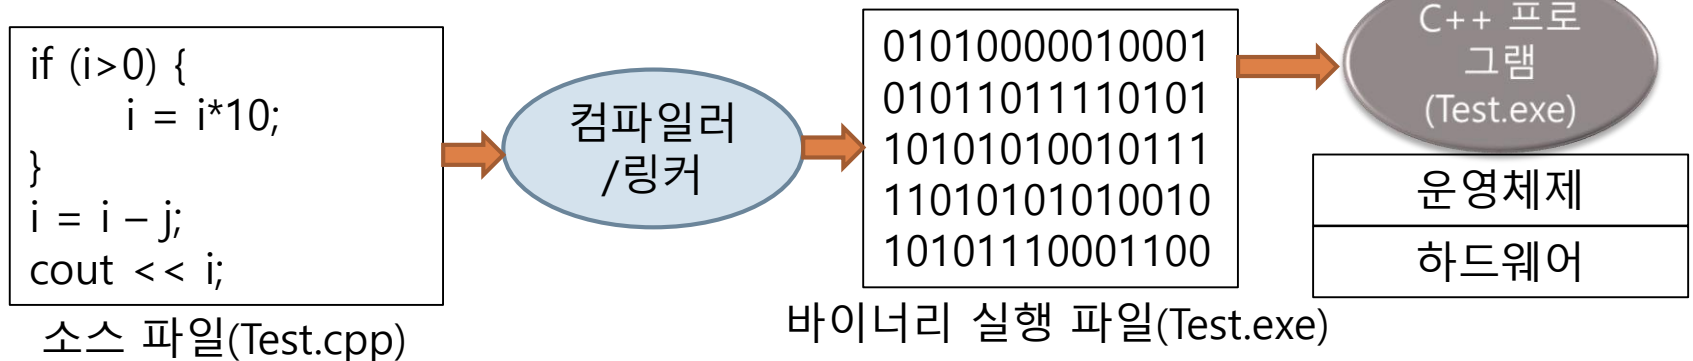 if (i>0) {
i = i*10;
}
i = i – j;
cout << i;
소스 파일(Test.cpp)
컴파일러
/링커
01010000010001
01011011110101
10101010010111
11010101010010
10101110001100
바이너리 실행 파일(Test.exe)
C++ 프로
그램
(Test.exe)
운영체제
하드웨어